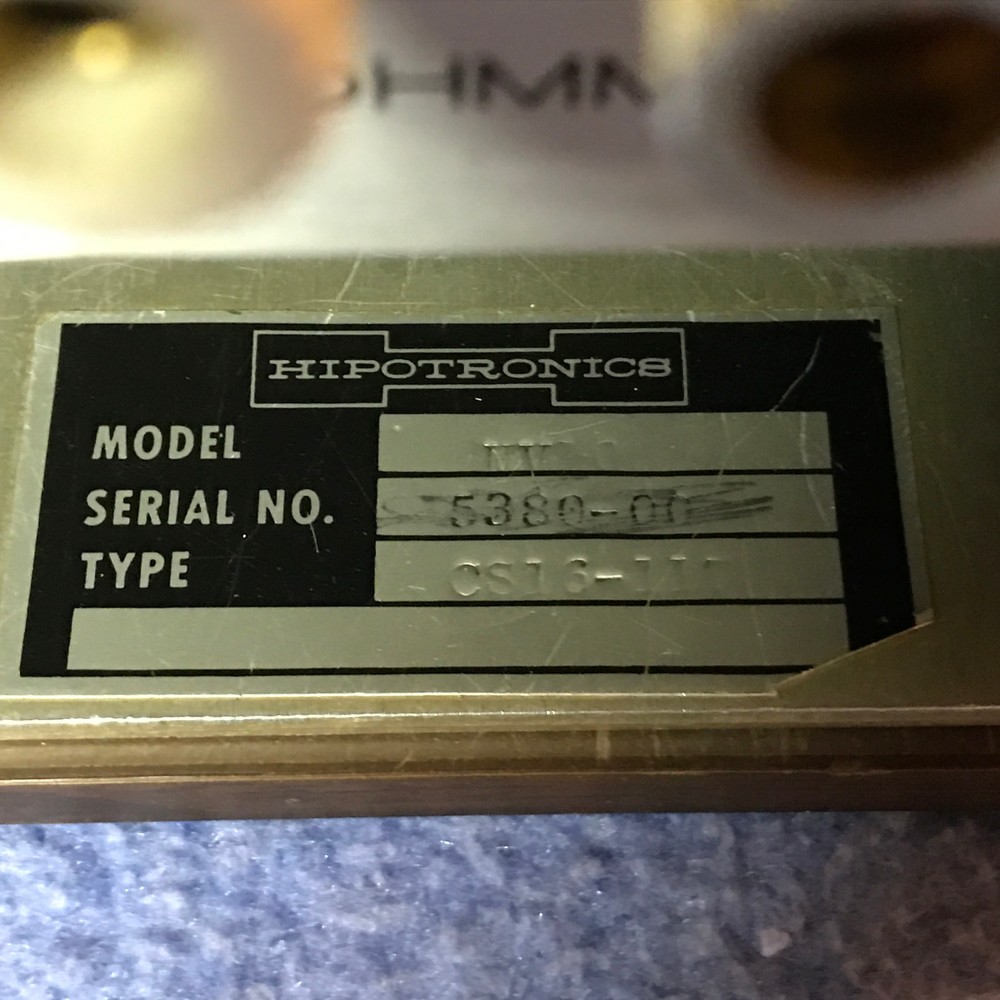 HIPOTRONICS
MODEL
SERIAL NO. 5380-00
TYPE